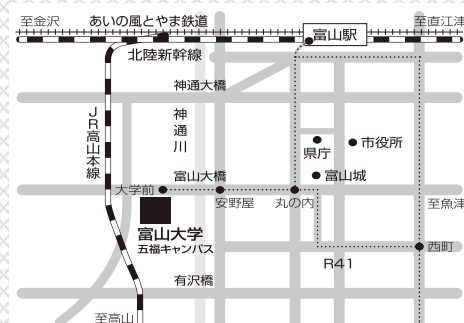 至金沢
あいの風とやま鉄道
富山駅
至直江津
北陸新幹線
神通大橋
JR高山本線
神通川
県庁
市役所
富山大橋
富山城
大学前
安野屋
丸の内
至魚津
富山大学
五福キャンパス
西町
R41
有沢橋
至高山